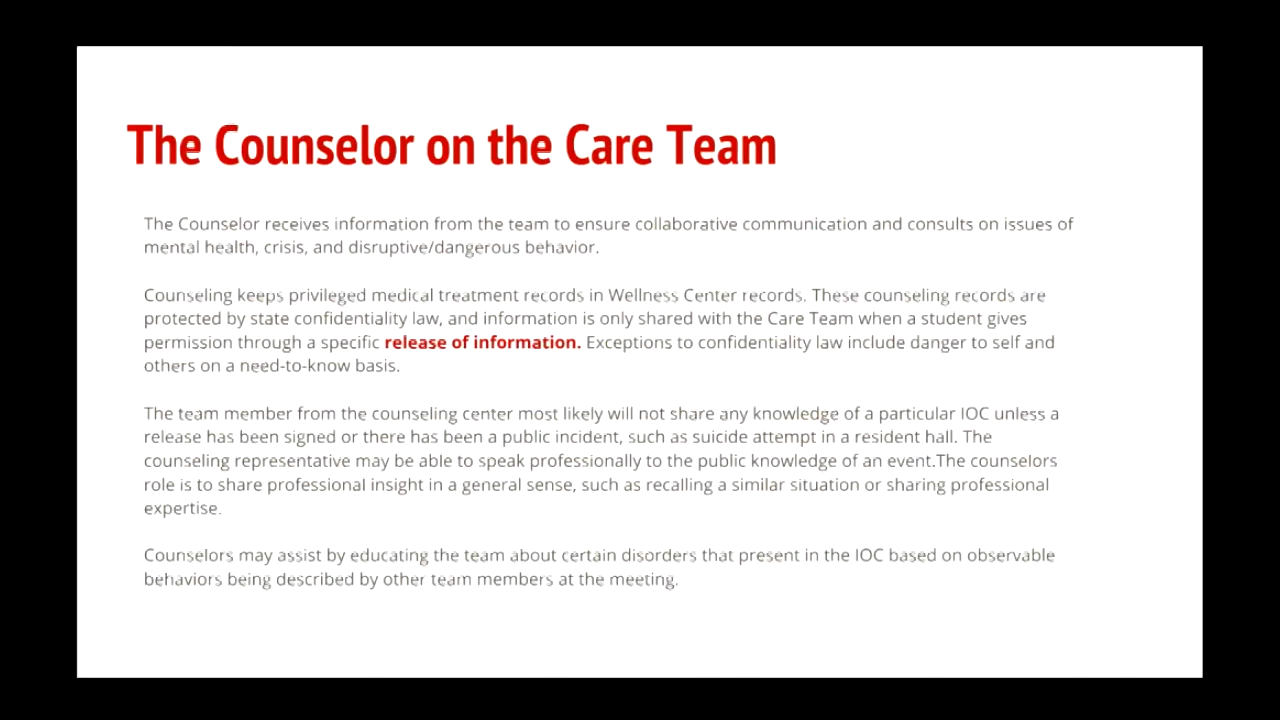 The Counselor on the Care Team
The Counselor receives information from the team to ensure collaborative communication and consults on issues of
mental health, crisis, and disruptive/dangerous behavior.
Counseling keeps privileged medical treatment records in Wellness Center records. These counseling records are
protected by state confidentiality law, and information is only shared with the Care Team when a student gives
permission through a specific release of information. Exceptions to confidentiality law include danger to self and
others on a need-to-know basis.
The team member from the counseling center most likely will not share any knowledge of a particular IOC unless a
release has been signed or there has been a public incident, such as suicide attempt in a resident hall. The
counseling representative may be able to speak professionally to the public knowledge of an event.The counselors
role is to share professional insight in a general sense, such as recalling a similar situation or sharing professional
expertise.
Counselors may assist by educating the team about certain disorders that present in the IOC based on observable
behaviors being described by other team members at the meeting.